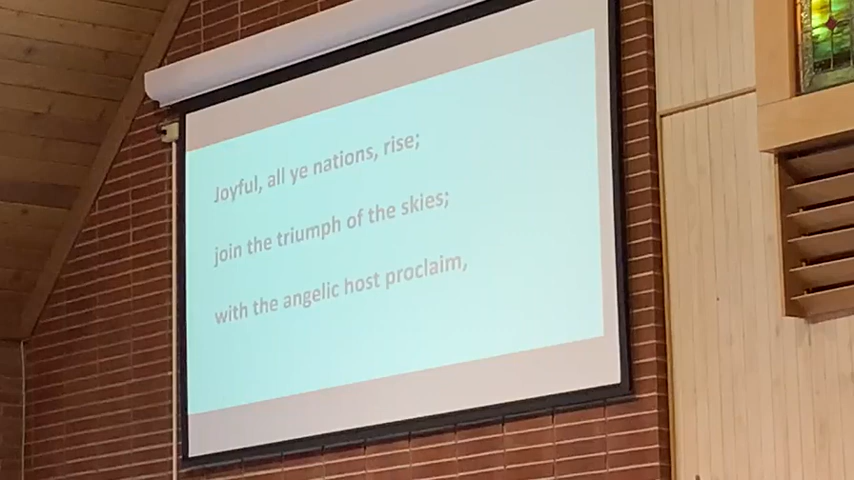 Joyful, all ye nations, rise;
join the triumph of the skies;
with the angelic host proclaim,